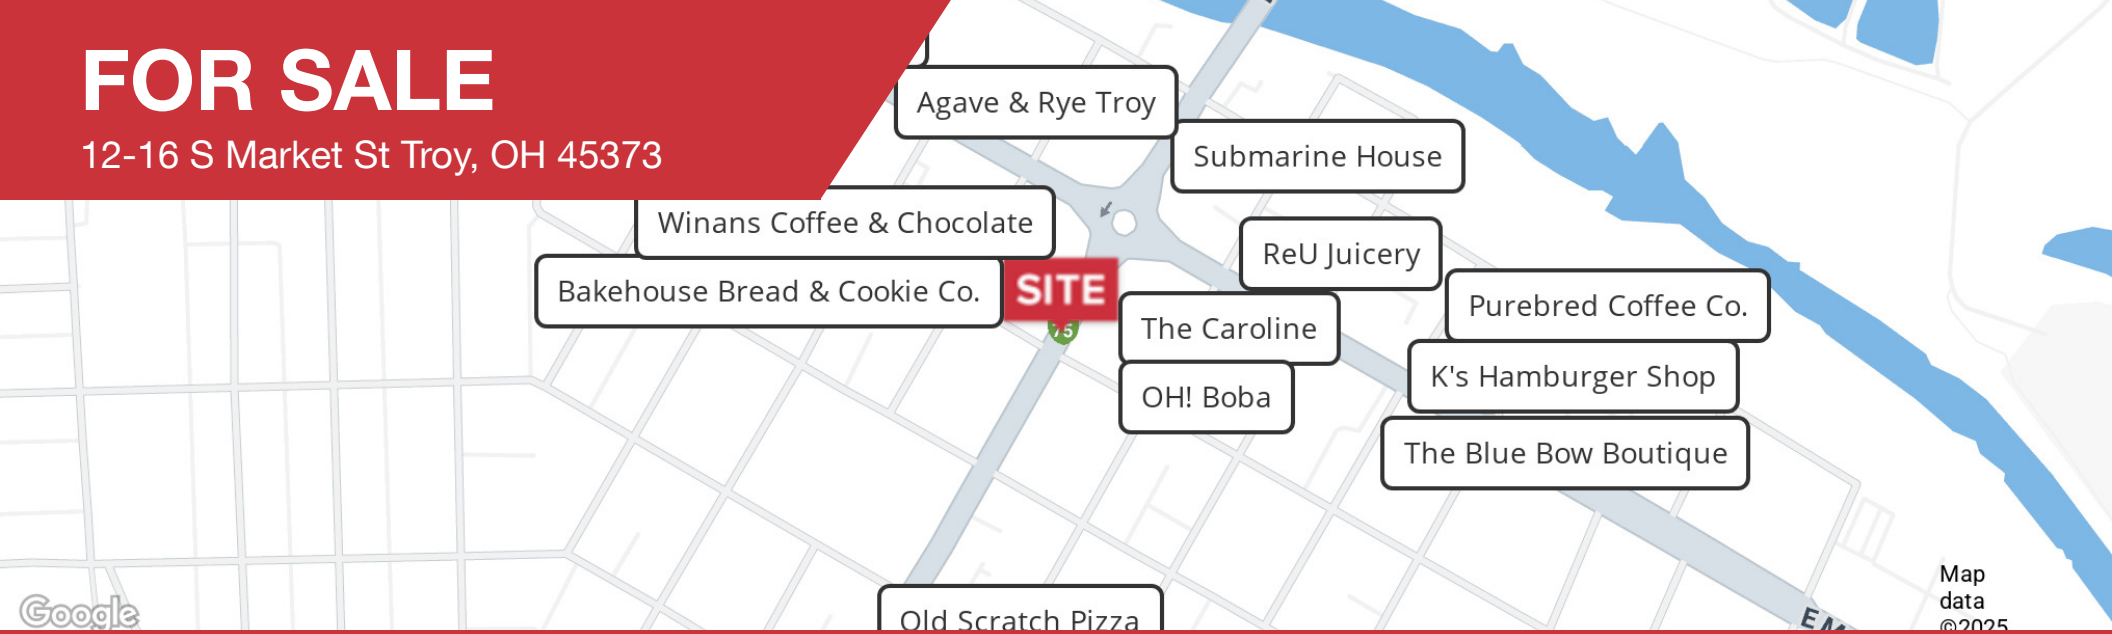 FOR SALE
12-16 S Market St Troy, OH 45373
Agave & Rye Troy
Submarine House
Winans Coffee & Chocolate
ReU Juicery
Bakehouse Bread & Cookie Co.
SITE
75
Purebred Coffee Co.
The Caroline
K's Hamburger Shop
OH! Boba
The Blue Bow Boutique
Old Scratch Pizza
Google
Map
data
©2025